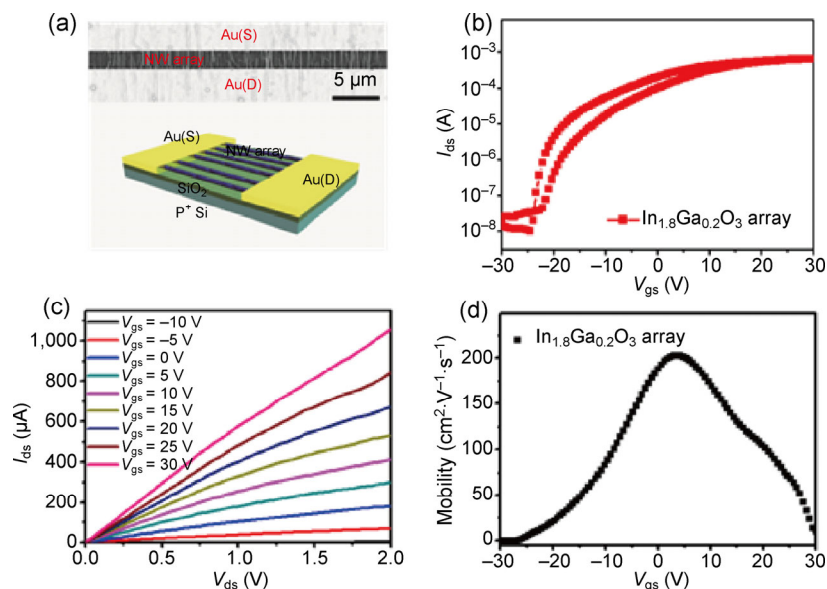 (a)
Au(S)
NW array
Au(D)
5 μm
Au(S)
NW array
Au(D)
SiO₂
P⁺ Si
(b)
10⁻³
10⁻⁴
10⁻⁵
10⁻⁶
10⁻⁷
10⁻⁸
Ids (A)
In₁.₈Ga₀.₂O₃ array
–30 –20 –10 0 10 20 30
Vgs (V)
(c)
Vgs = –10 V
Vgs = –5 V
Vgs = 0 V
Vgs = 5 V
Vgs = 10 V
Vgs = 15 V
Vgs = 20 V
Vgs = 25 V
Vgs = 30 V
1,000
800
600
400
200
0
Ids (μA)
0.0 0.5 1.0 1.5 2.0
Vds (V)
(d)
In₁.₈Ga₀.₂O₃ array
200
150
100
50
0
Mobility (cm²·V⁻¹·s⁻¹)
–30 –20 –10 0 10 20 30
Vgs (V)